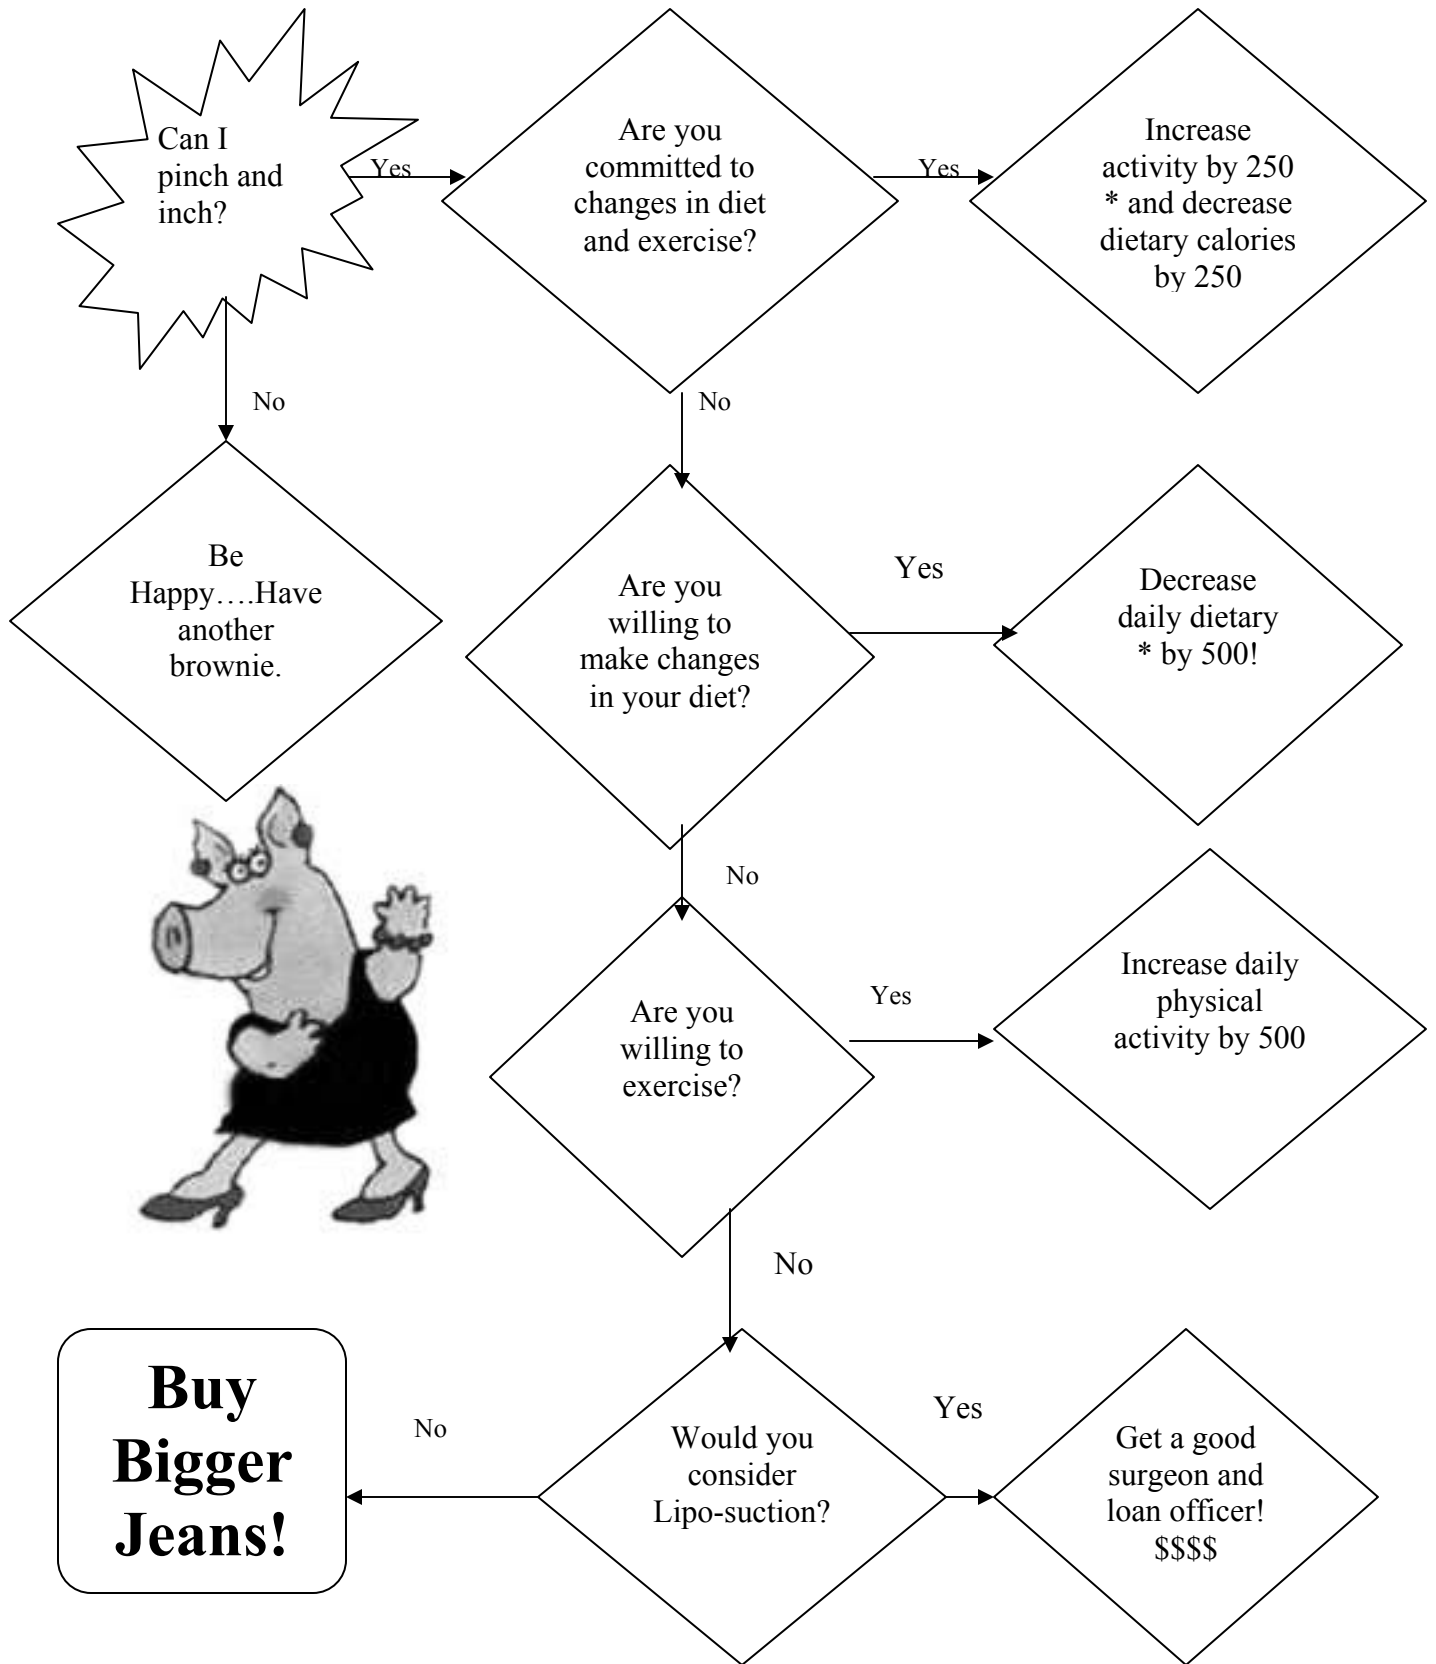 Can I
pinch and
inch?
Yes
Are you
committed to
changes in diet
and exercise?
Yes
Increase
activity by 250
* and decrease
dietary calories
by 250
No
No
Be
Happy….Have
another
brownie.
Are you
willing to
make changes
in your diet?
Yes
Decrease
daily dietary
* by 500!
No
Are you
willing to
exercise?
Yes
Increase daily
physical
activity by 500
No
Would you
consider
Lipo-suction?
Yes
Get a good
surgeon and
loan officer!
$$$$
No
Buy
Bigger
Jeans!